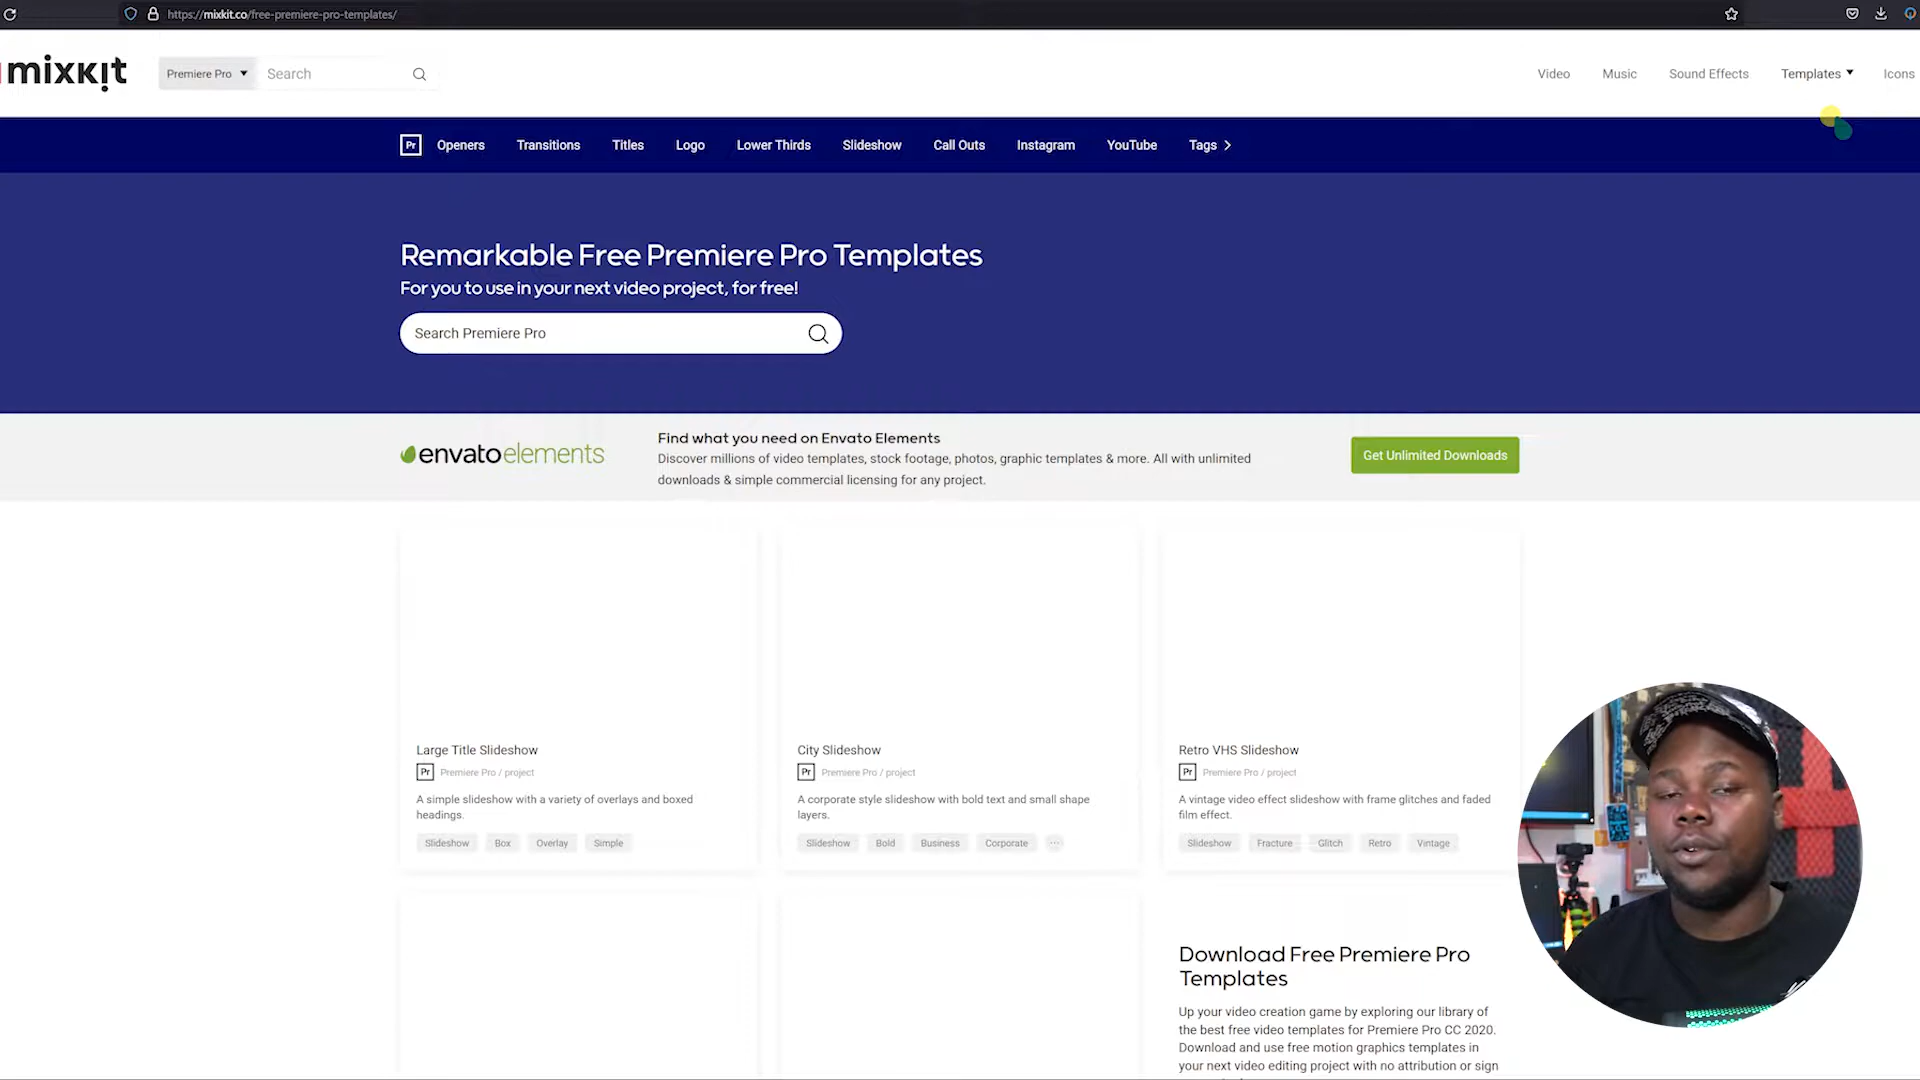 https://mixkit.co/free-premiere-pro-templates/
mixkit
Premiere Pro
Search
Video
Music
Sound Effects
Templates
Icons
Pr
Openers
Transitions
Titles
Logo
Lower Thirds
Slideshow
Call Outs
Instagram
YouTube
Tags
Remarkable Free Premiere Pro Templates
For you to use in your next video project, for free!
Search Premiere Pro
envato elements
Find what you need on Envato Elements
Discover millions of video templates, stock footage, photos, graphic templates & more. All with unlimited
downloads & simple commercial licensing for any project.
Get Unlimited Downloads
Large Title Slideshow
Pr Premiere Pro / project
A simple slideshow with a variety of overlays and boxed
headings.
Slideshow Box Overlay Simple
City Slideshow
Pr Premiere Pro / project
A corporate style slideshow with bold text and small shape
layers.
Slideshow Bold Business Corporate ...
Retro VHS Slideshow
Pr Premiere Pro / project
A vintage video effect slideshow with frame glitches and faded
film effect.
Slideshow Fracture Glitch Retro Vintage
Download Free Premiere Pro
Templates
Up your video creation game by exploring our library of
the best free video templates for Premiere Pro CC 2020.
Download and use free motion graphics templates in
your next video editing project with no attribution or sign